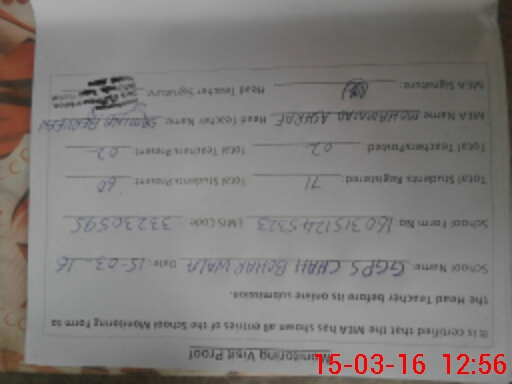 Monitoring Visit Proof
It is certified that the MEA has shown all entries of the School Monitoring Form to
the Head Teacher before its online submission.
School Name: GGPS CHAH BOHAR WALA Date: 15-03-16
School Form No 160315124 5323 EMIS Code: 33230595
Total Students Registered: 71 Total Students Present: 60
Total TeachersPosted: 02 Total Teachers Present: 02
MEA Name MOHAMMAD ASHRAF Head Teacher Name
MEA Signature: Head Teacher Signature
15-03-16 12:56